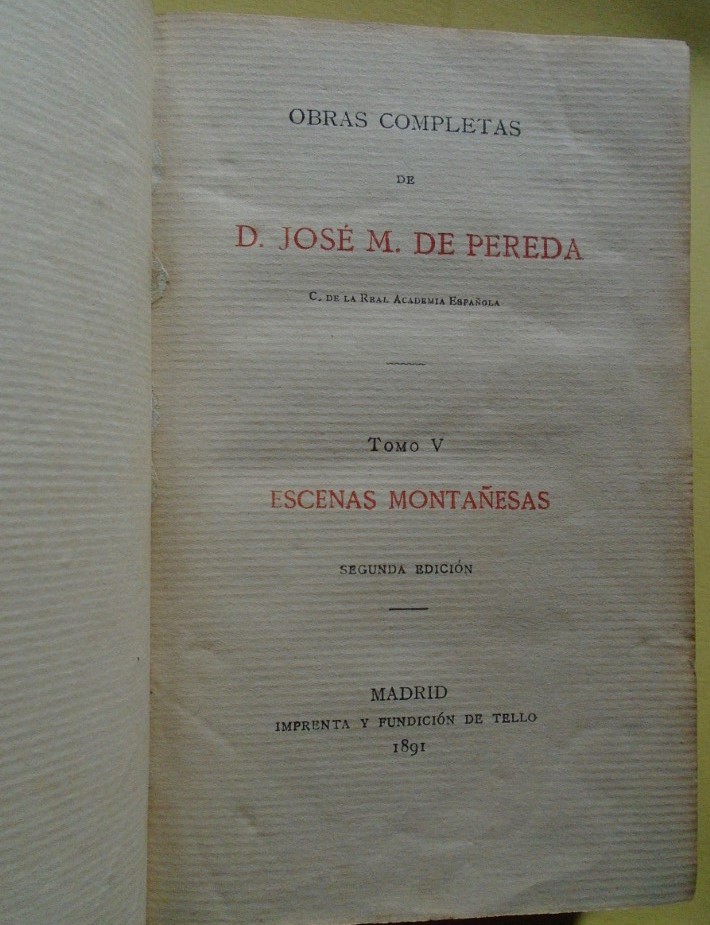 OBRAS COMPLETAS
DE
D. JOSÉ M. DE PEREDA
C. DE LA REAL ACADEMIA ESPAÑOLA
TOMO V
ESCENAS MONTAÑESAS
SEGUNDA EDICIÓN
MADRID
IMPRENTA Y FUNDICIÓN DE TELLO
1891